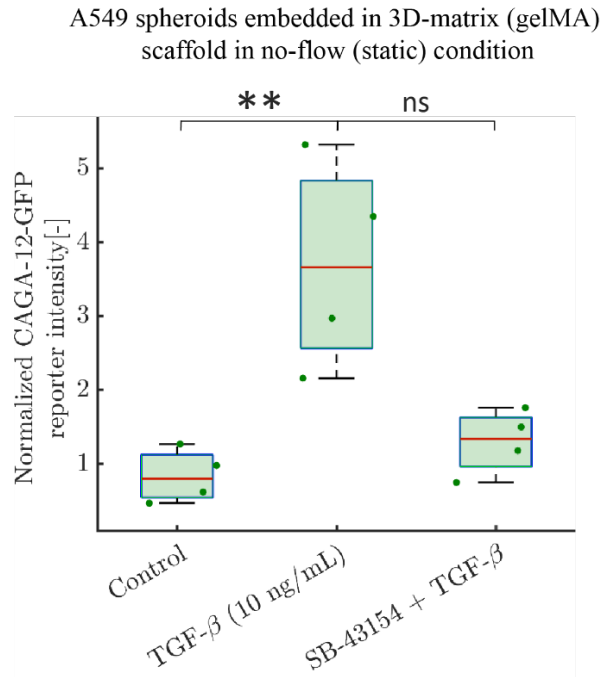 A549 spheroids embedded in 3D-matrix (gelMA)
scaffold in no-flow (static) condition
** ns
Normalized CAGA-12-GFP
reporter intensity[-]
5
4
3
2
1
Control
TGF-β (10 ng/mL)
SB-43154 + TGF-β